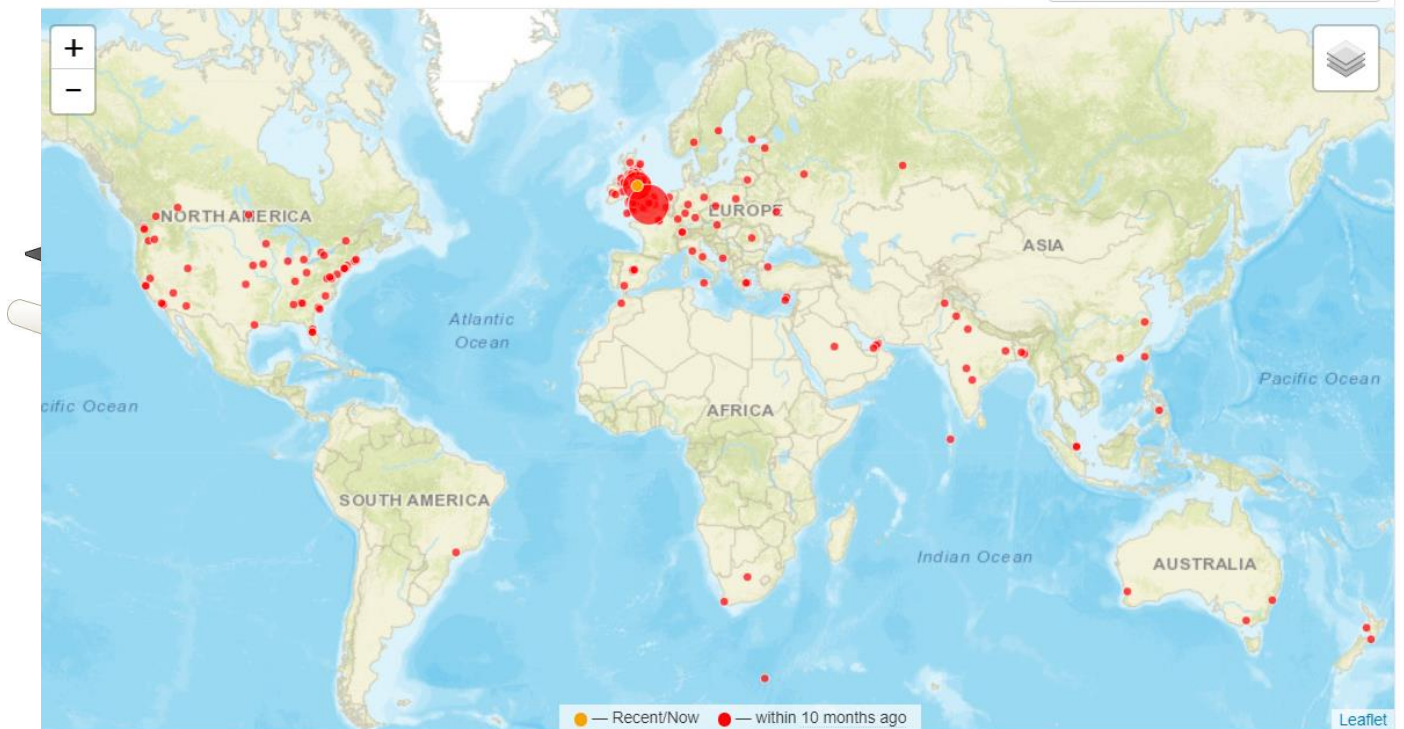 +
−
NORTH AMERICA
EUROPE
ASIA
Atlantic
Ocean
Pacific Ocean
cific Ocean
AFRICA
SOUTH AMERICA
Indian Ocean
AUSTRALIA
— Recent/Now — within 10 months ago
Leaflet